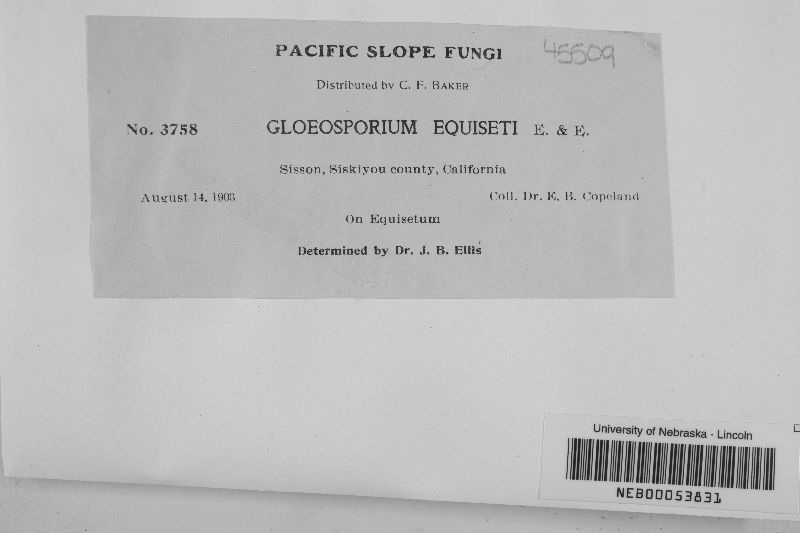 PACIFIC SLOPE FUNGI 45509
Distributed by C. F. BAKER
No. 3758 GLOEOSPORIUM EQUISETI E. & E.
Sisson, Siskiyou county, California
August 14, 1903 Coll. Dr. E. B. Copeland
On Equisetum
Determined by Dr. J. B. Ellis
University of Nebraska - Lincoln
NEB00053831